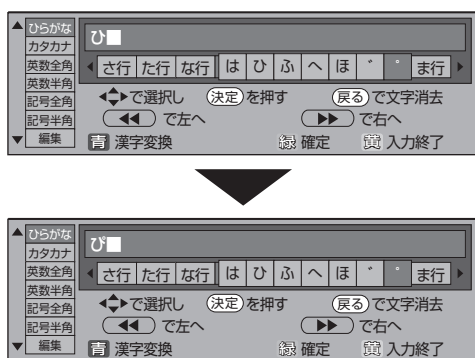 ひらがな
カタカナ
英数全角
英数半角
記号全角
記号半角
編集
ひ■
さ行 た行 な行 は ひ ふ へ ほ ゛ ゜ ま行
で選択し 決定 を押す 戻る で文字消去
◀◀ で左へ ▶▶ で右へ
青 漢字変換 緑 確定 黄 入力終了
ひらがな
カタカナ
英数全角
英数半角
記号全角
記号半角
編集
ぴ■
さ行 た行 な行 は ひ ふ へ ほ ゛ ゜ ま行
で選択し 決定 を押す 戻る で文字消去
◀◀ で左へ ▶▶ で右へ
青 漢字変換 緑 確定 黄 入力終了